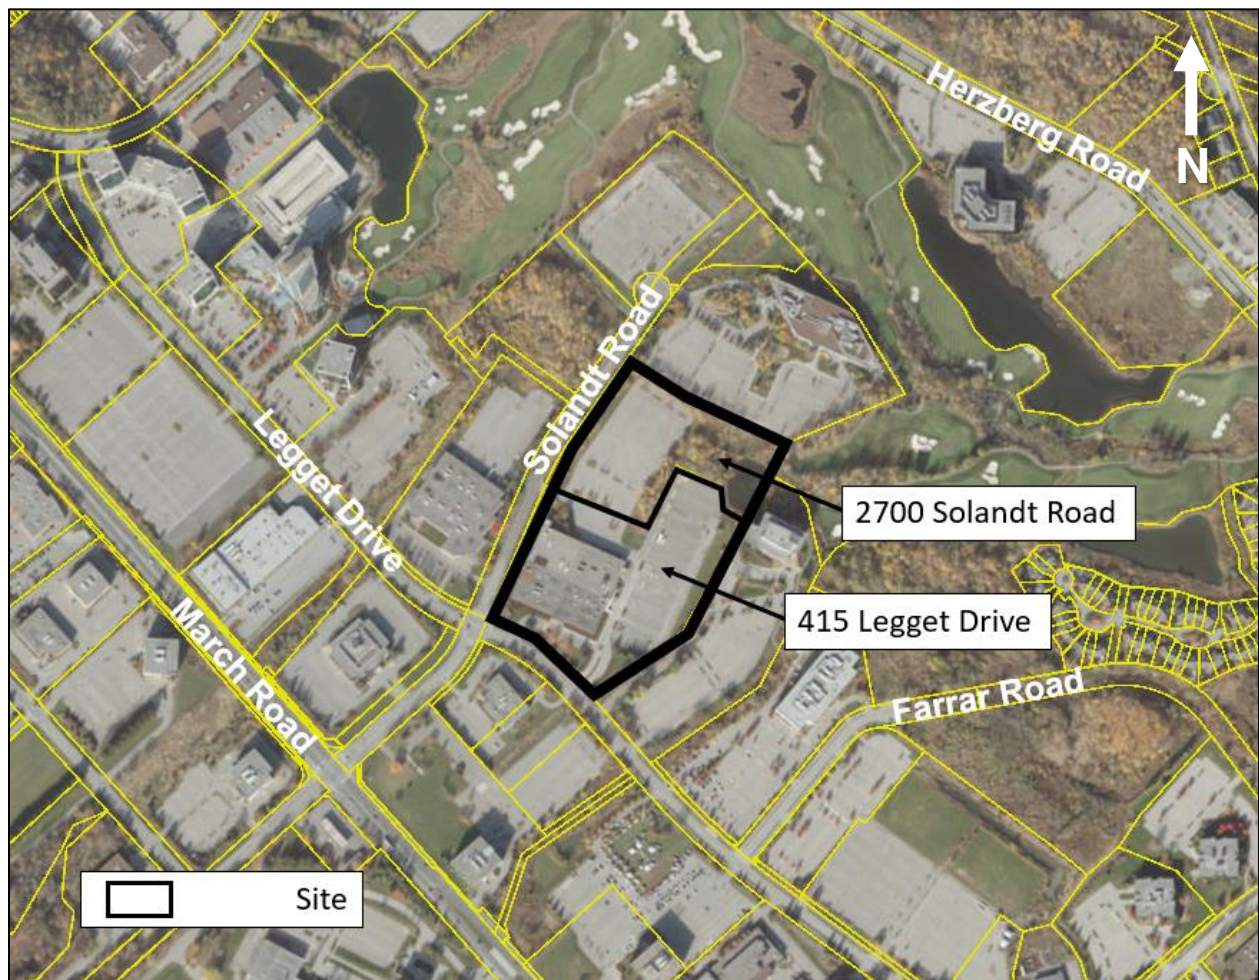 Herzberg Road
N
Solandt Road
Legget Drive
2700 Solandt Road
415 Legget Drive
March Road
Farrar Road
Site